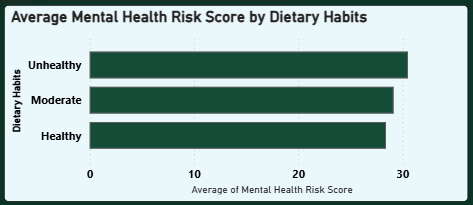 Average Mental Health Risk Score by Dietary Habits
Dietary Habits
Unhealthy
Moderate
Healthy
0 10 20 30
Average of Mental Health Risk Score